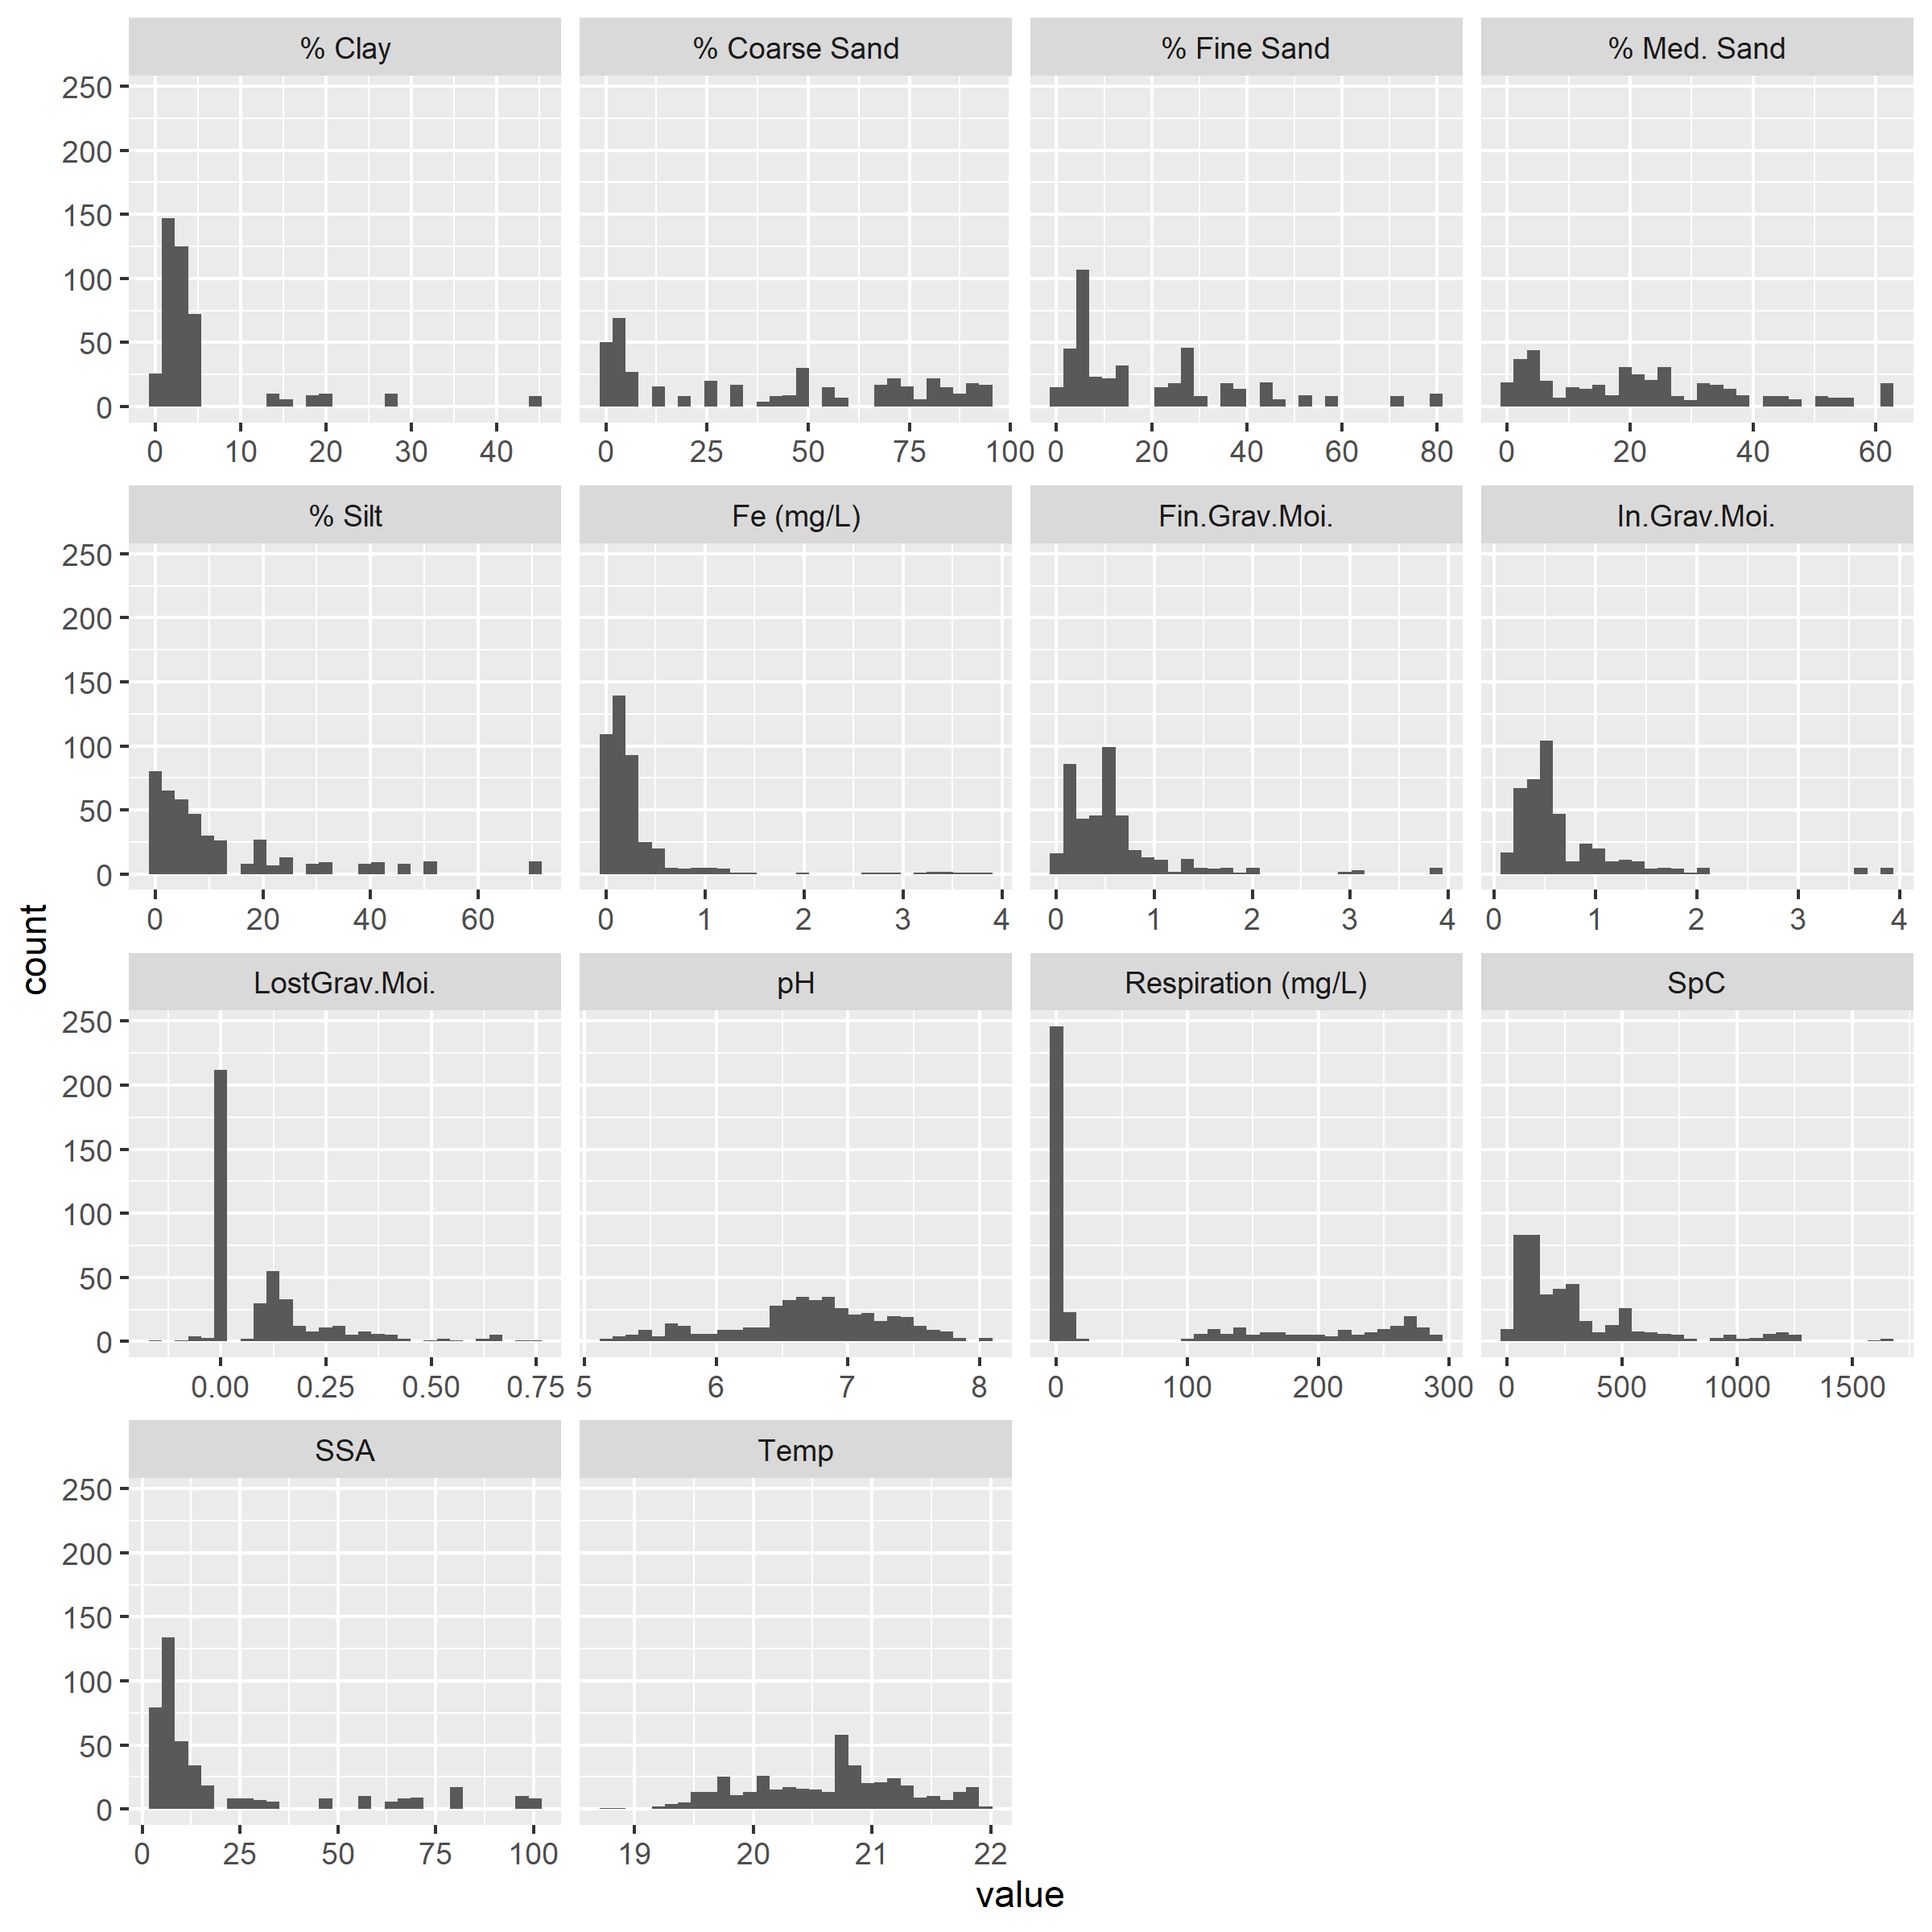 % Clay
% Coarse Sand
% Fine Sand
% Med. Sand
250
200
150
100
50
0
0 10 20 30 40
0 25 50 75 100
0 20 40 60 80
0 20 40 60
% Silt
Fe (mg/L)
Fin.Grav.Moi.
In.Grav.Moi.
250
200
150
100
50
0
0 20 40 60
0 1 2 3 4
0 1 2 3 4
0 1 2 3 4
count
LostGrav.Moi.
pH
Respiration (mg/L)
SpC
250
200
150
100
50
0
0.00 0.25 0.50 0.75
5 6 7 8
0 100 200 300
0 500 1000 1500
SSA
Temp
250
200
150
100
50
0
0 25 50 75 100
19 20 21 22
value